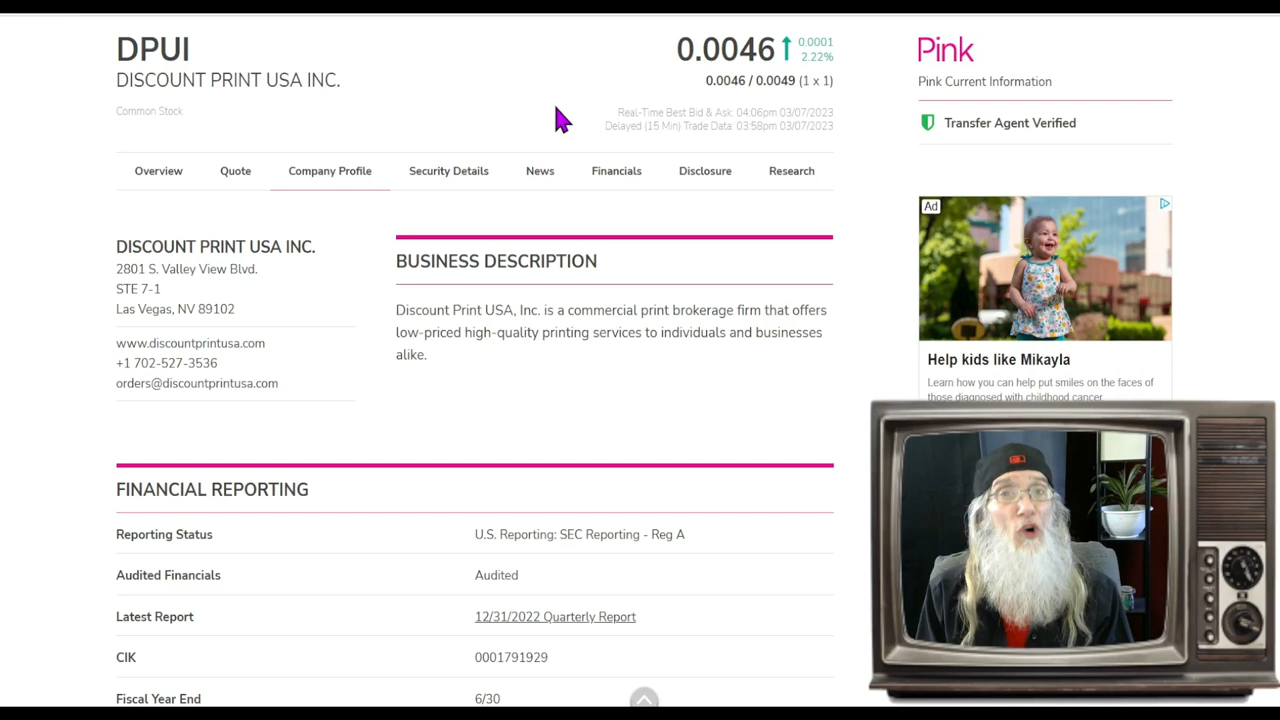 DPUI
DISCOUNT PRINT USA INC.
Common Stock
0.0046
0.0001
2.22%
0.0046 / 0.0049 (1 x 1)
Real-Time Best Bid & Ask: 04:06pm 03/07/2023
Delayed (15 Min) Trade Data: 03:58pm 03/07/2023
Pink
Pink Current Information
Transfer Agent Verified
Overview Quote Company Profile Security Details News Financials Disclosure Research
DISCOUNT PRINT USA INC.
2801 S. Valley View Blvd.
STE 7-1
Las Vegas, NV 89102
www.discountprintusa.com
+1 702-527-3536
orders@discountprintusa.com
BUSINESS DESCRIPTION
Discount Print USA, Inc. is a commercial print brokerage firm that offers
low-priced high-quality printing services to individuals and businesses
alike.
Ad
Help kids like Mikayla
Learn how you can help put smiles on the faces of
those diagnosed with childhood cancer
FINANCIAL REPORTING
Reporting Status U.S. Reporting: SEC Reporting - Reg A
Audited Financials Audited
Latest Report 12/31/2022 Quarterly Report
CIK 0001791929
Fiscal Year End 6/30